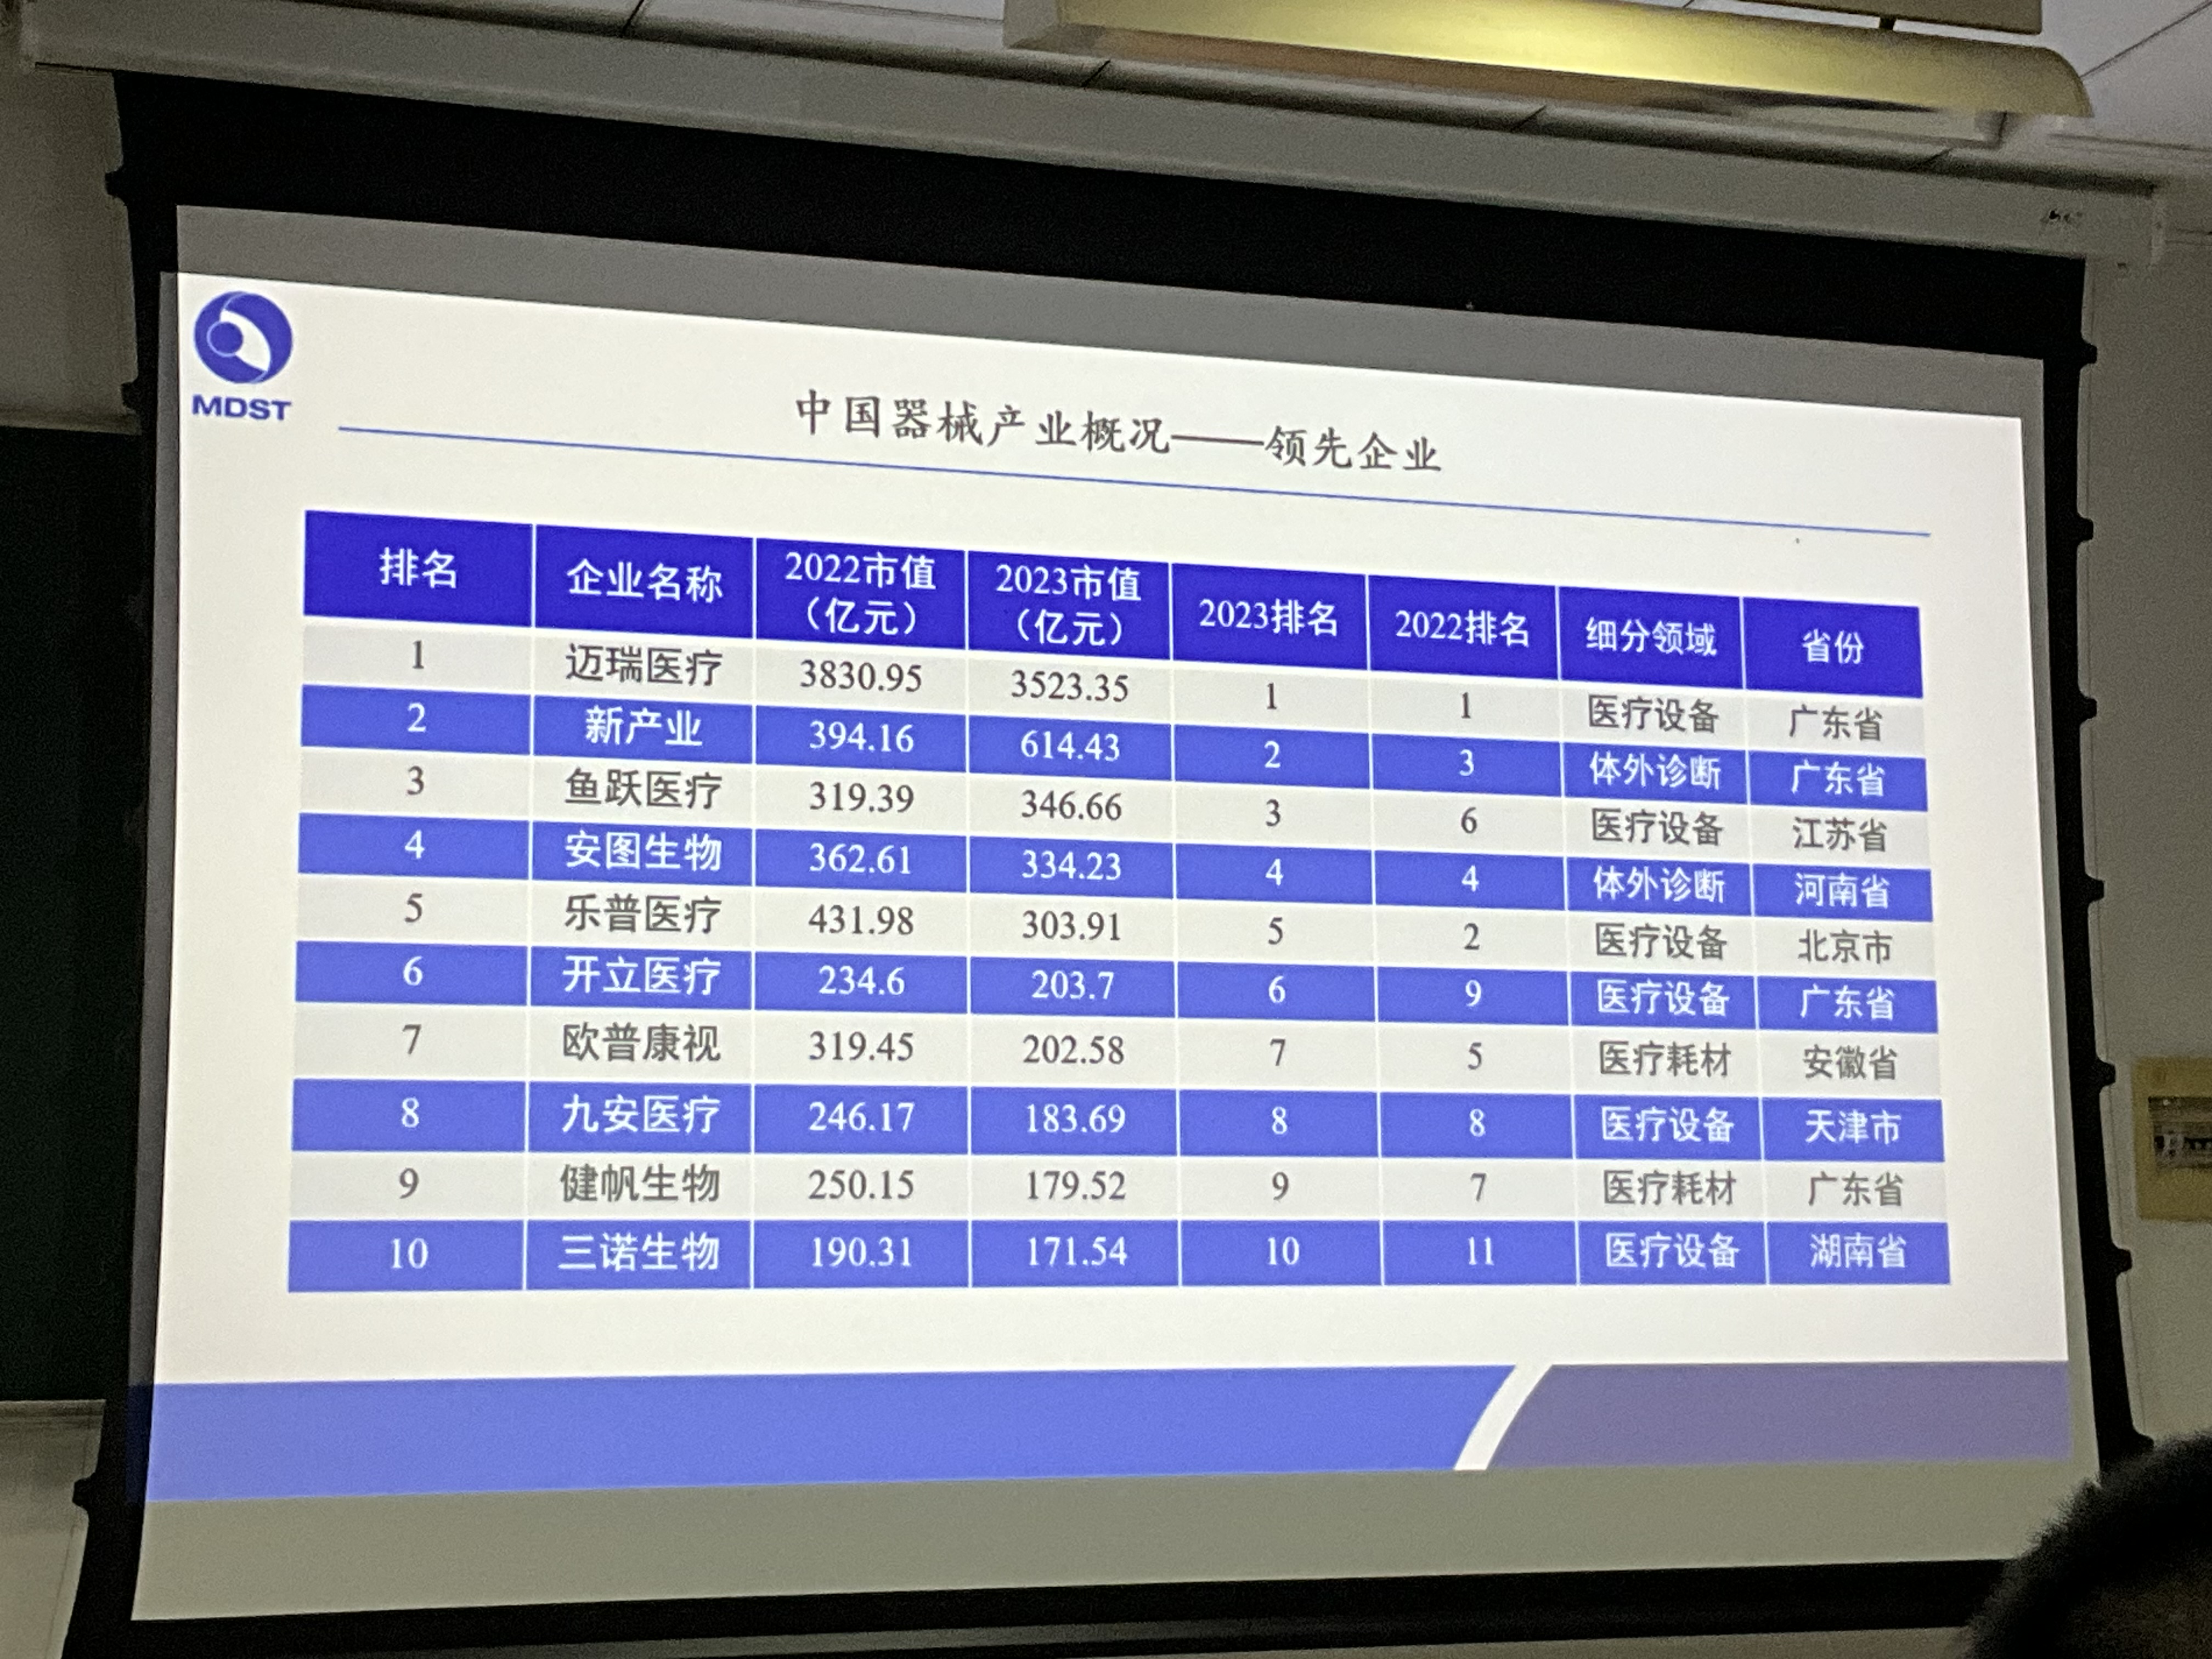 MDST
中国器械产业概况——领先企业
排名 企业名称 2022市值（亿元） 2023市值（亿元） 2023排名 2022排名 细分领域 省份
1 迈瑞医疗 3830.95 3523.35 1 1 医疗设备 广东省
2 新产业 394.16 614.43 2 3 体外诊断 广东省
3 鱼跃医疗 319.39 346.66 3 6 医疗设备 江苏省
4 安图生物 362.61 334.23 4 4 体外诊断 河南省
5 乐普医疗 431.98 303.91 5 2 医疗设备 北京市
6 开立医疗 234.6 203.7 6 9 医疗设备 广东省
7 欧普康视 319.45 202.58 7 5 医疗耗材 安徽省
8 九安医疗 246.17 183.69 8 8 医疗设备 天津市
9 健帆生物 250.15 179.52 9 7 医疗耗材 广东省
10 三诺生物 190.31 171.54 10 11 医疗设备 湖南省